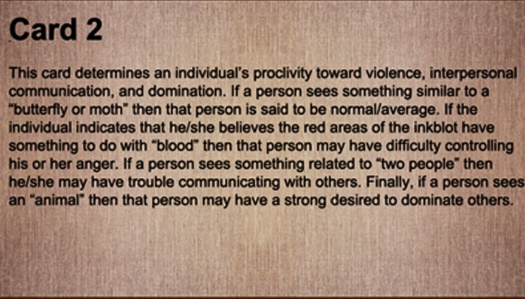 Card 2
This card determines an individual's proclivity toward violence, interpersonal
communication, and domination. If a person sees something similar to a
“butterfly or moth” then that person is said to be normal/average. If the
individual indicates that he/she believes the red areas of the inkblot have
something to do with “blood” then that person may have difficulty controlling
his or her anger. If a person sees something related to “two people” then
he/she may have trouble communicating with others. Finally, if a person sees
an “animal” then that person may have a strong desired to dominate others.